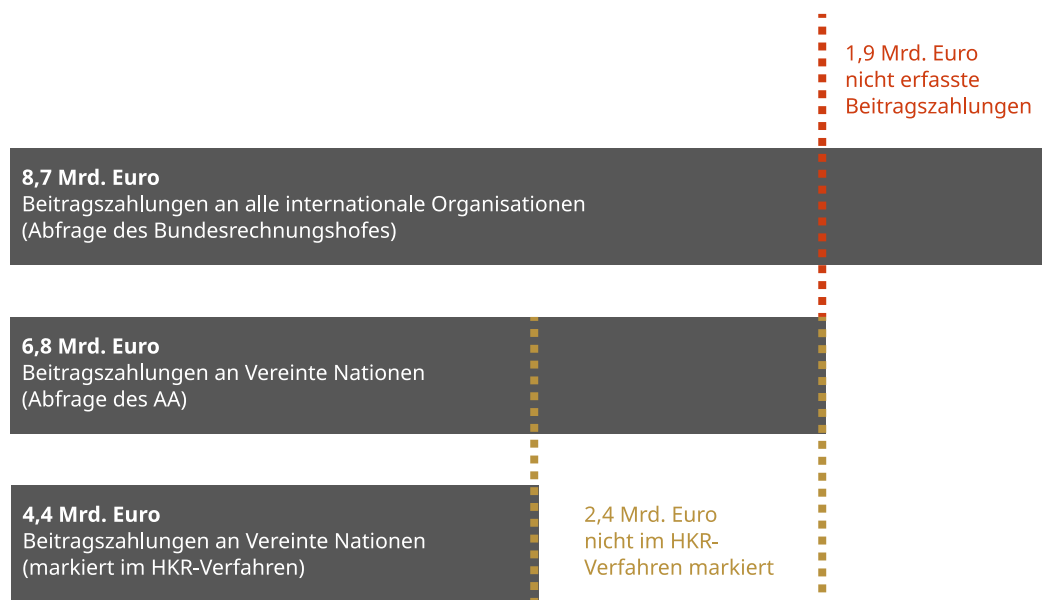 1,9 Mrd. Euro
nicht erfasste
Beitragszahlungen
8,7 Mrd. Euro
Beitragszahlungen an alle internationale Organisationen
(Abfrage des Bundesrechnungshofes)
6,8 Mrd. Euro
Beitragszahlungen an Vereinte Nationen
(Abfrage des AA)
4,4 Mrd. Euro
Beitragszahlungen an Vereinte Nationen
(markiert im HKR-Verfahren)
2,4 Mrd. Euro
nicht im HKR-
Verfahren markiert